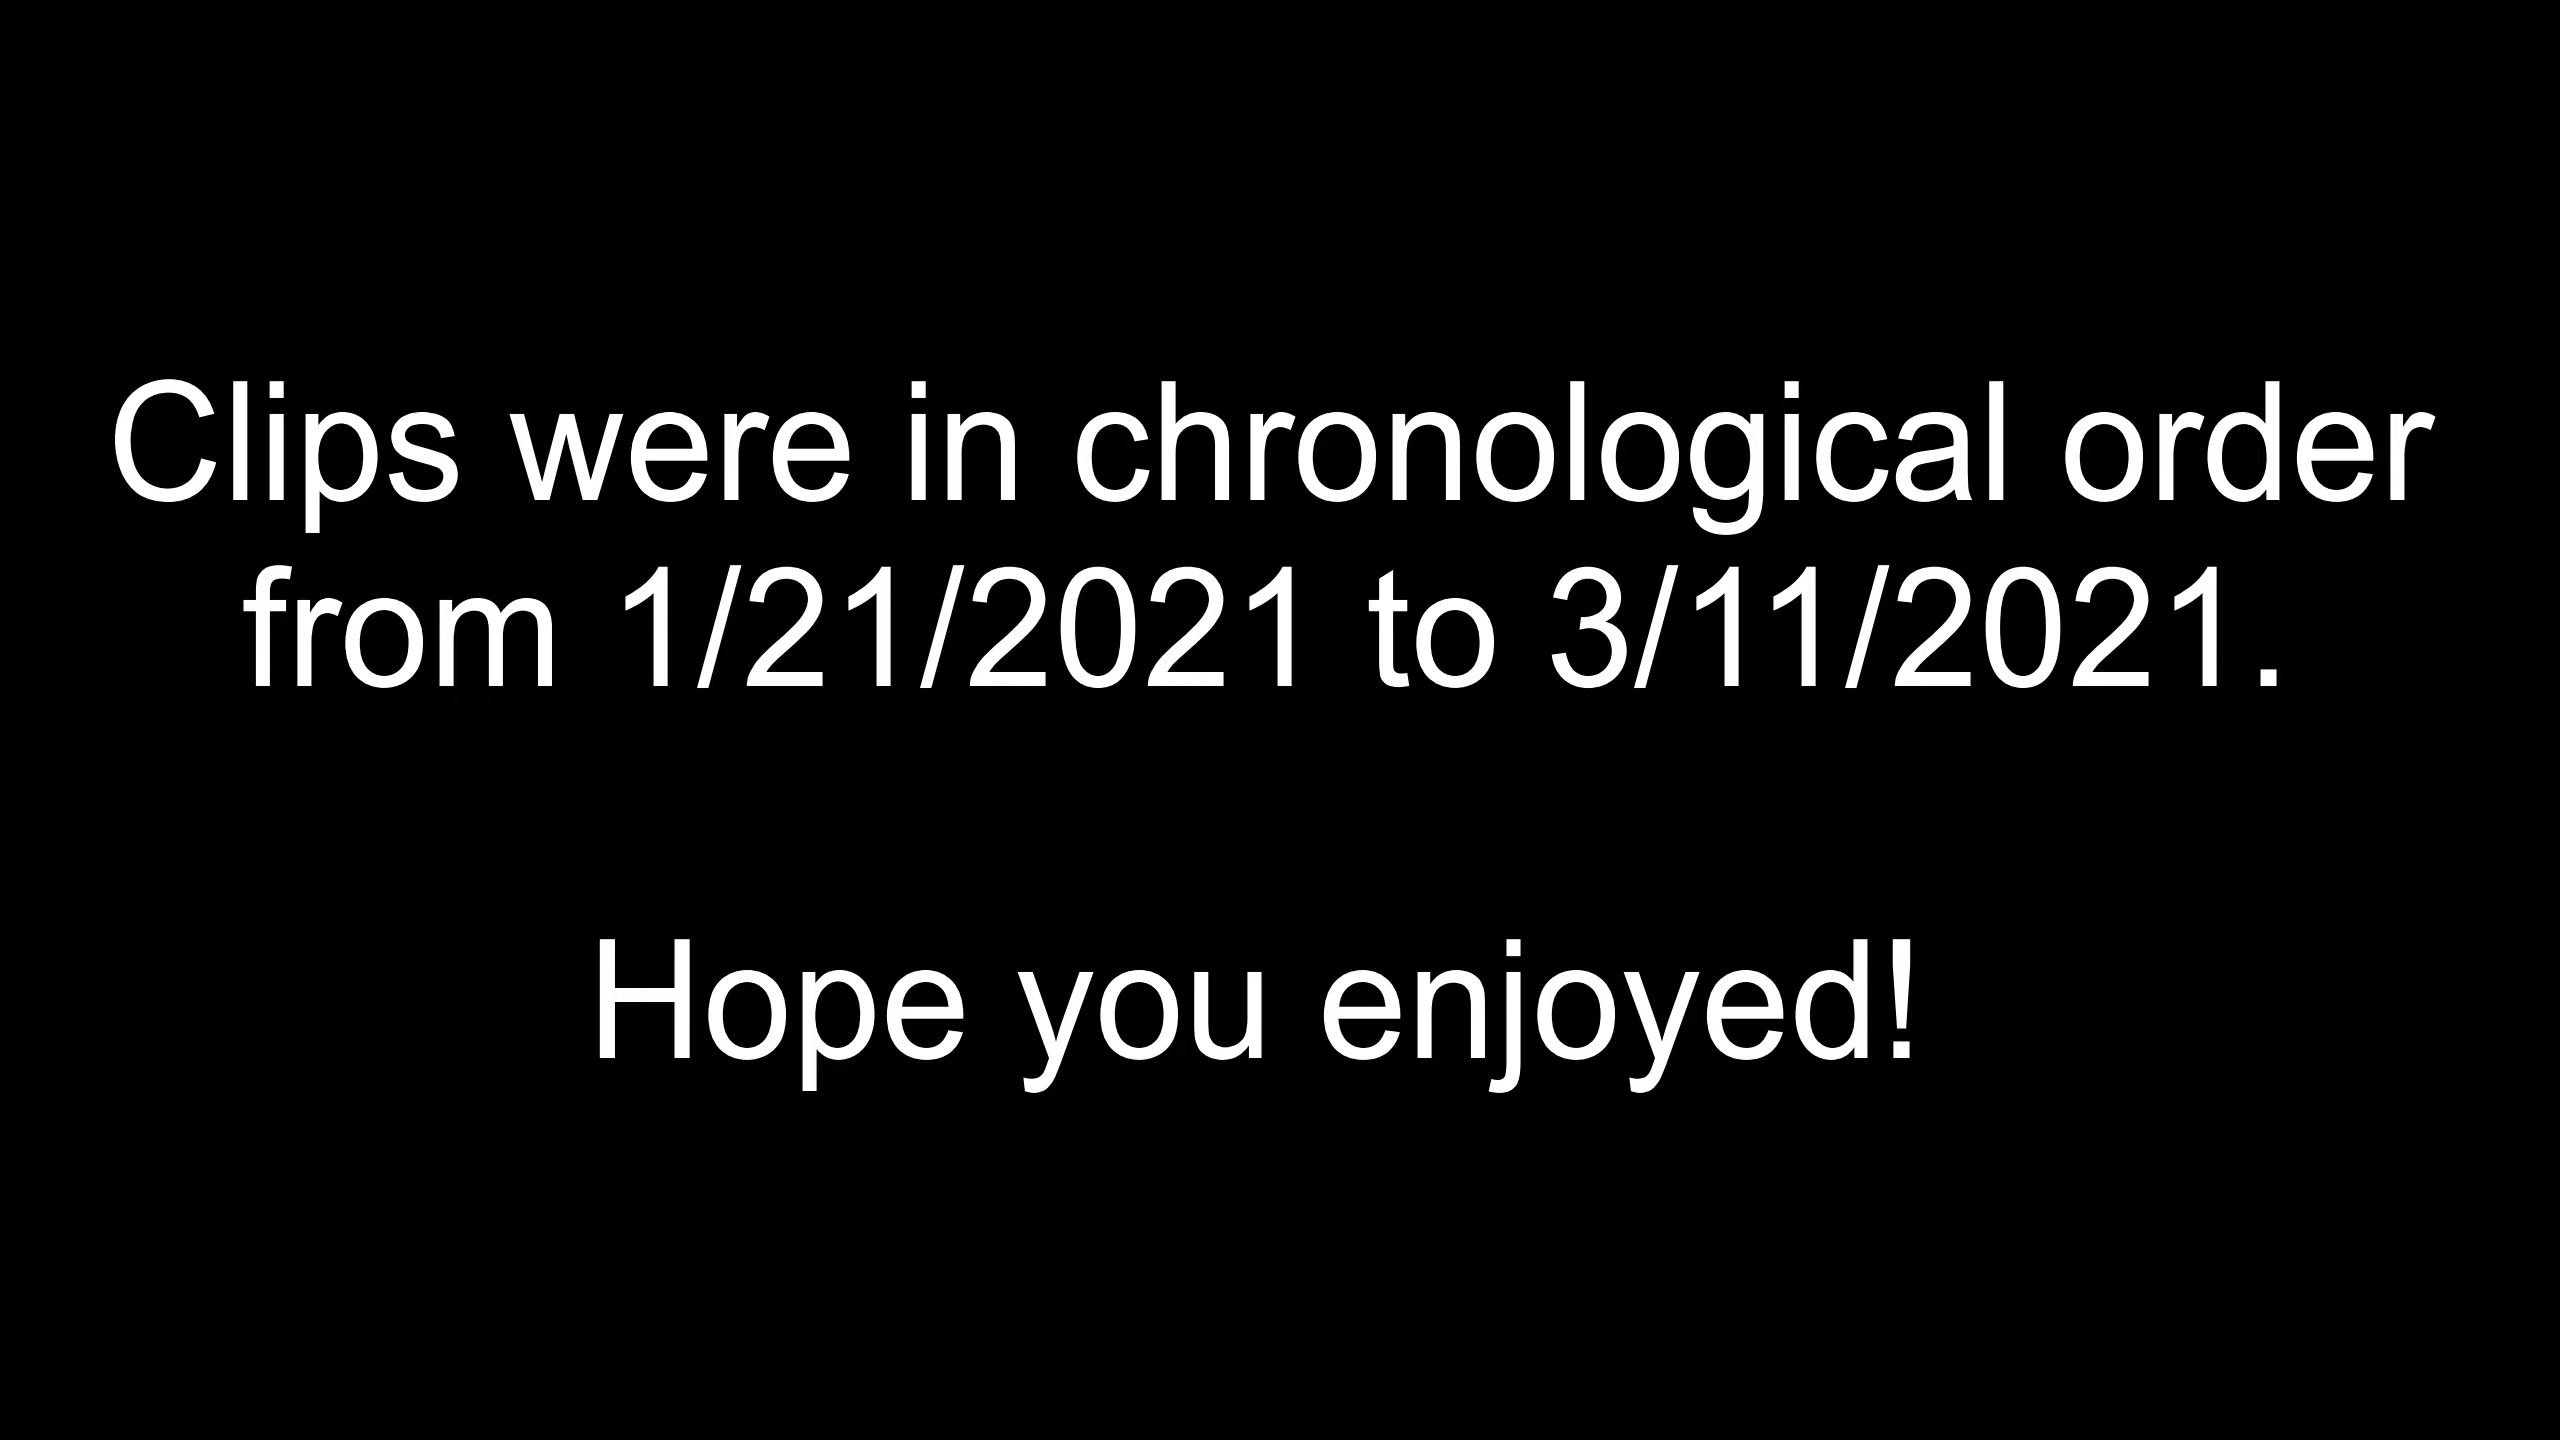 Clips were in chronological order
from 1/21/2021 to 3/11/2021.
Hope you enjoyed!